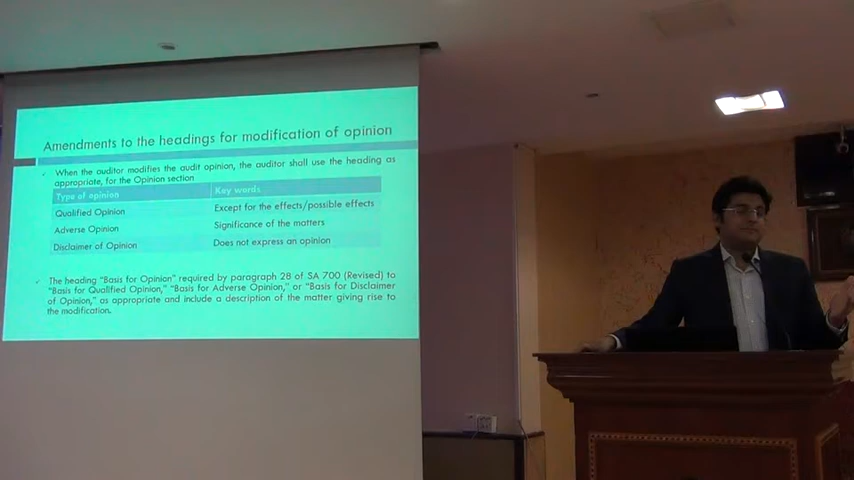 Amendments to the headings for modification of opinion
When the auditor modifies the audit opinion, the auditor shall use the heading as
appropriate, for the Opinion section
Type of opinion Key words
Qualified Opinion Except for the effects/possible effects
Adverse Opinion Significance of the matters
Disclaimer of Opinion Does not express an opinion
The heading "Basis for Opinion" required by paragraph 28 of SA 700 (Revised) to
"Basis for Qualified Opinion," "Basis for Adverse Opinion," or "Basis for Disclaimer
of Opinion," as appropriate and include a description of the matter giving rise to
the modification.